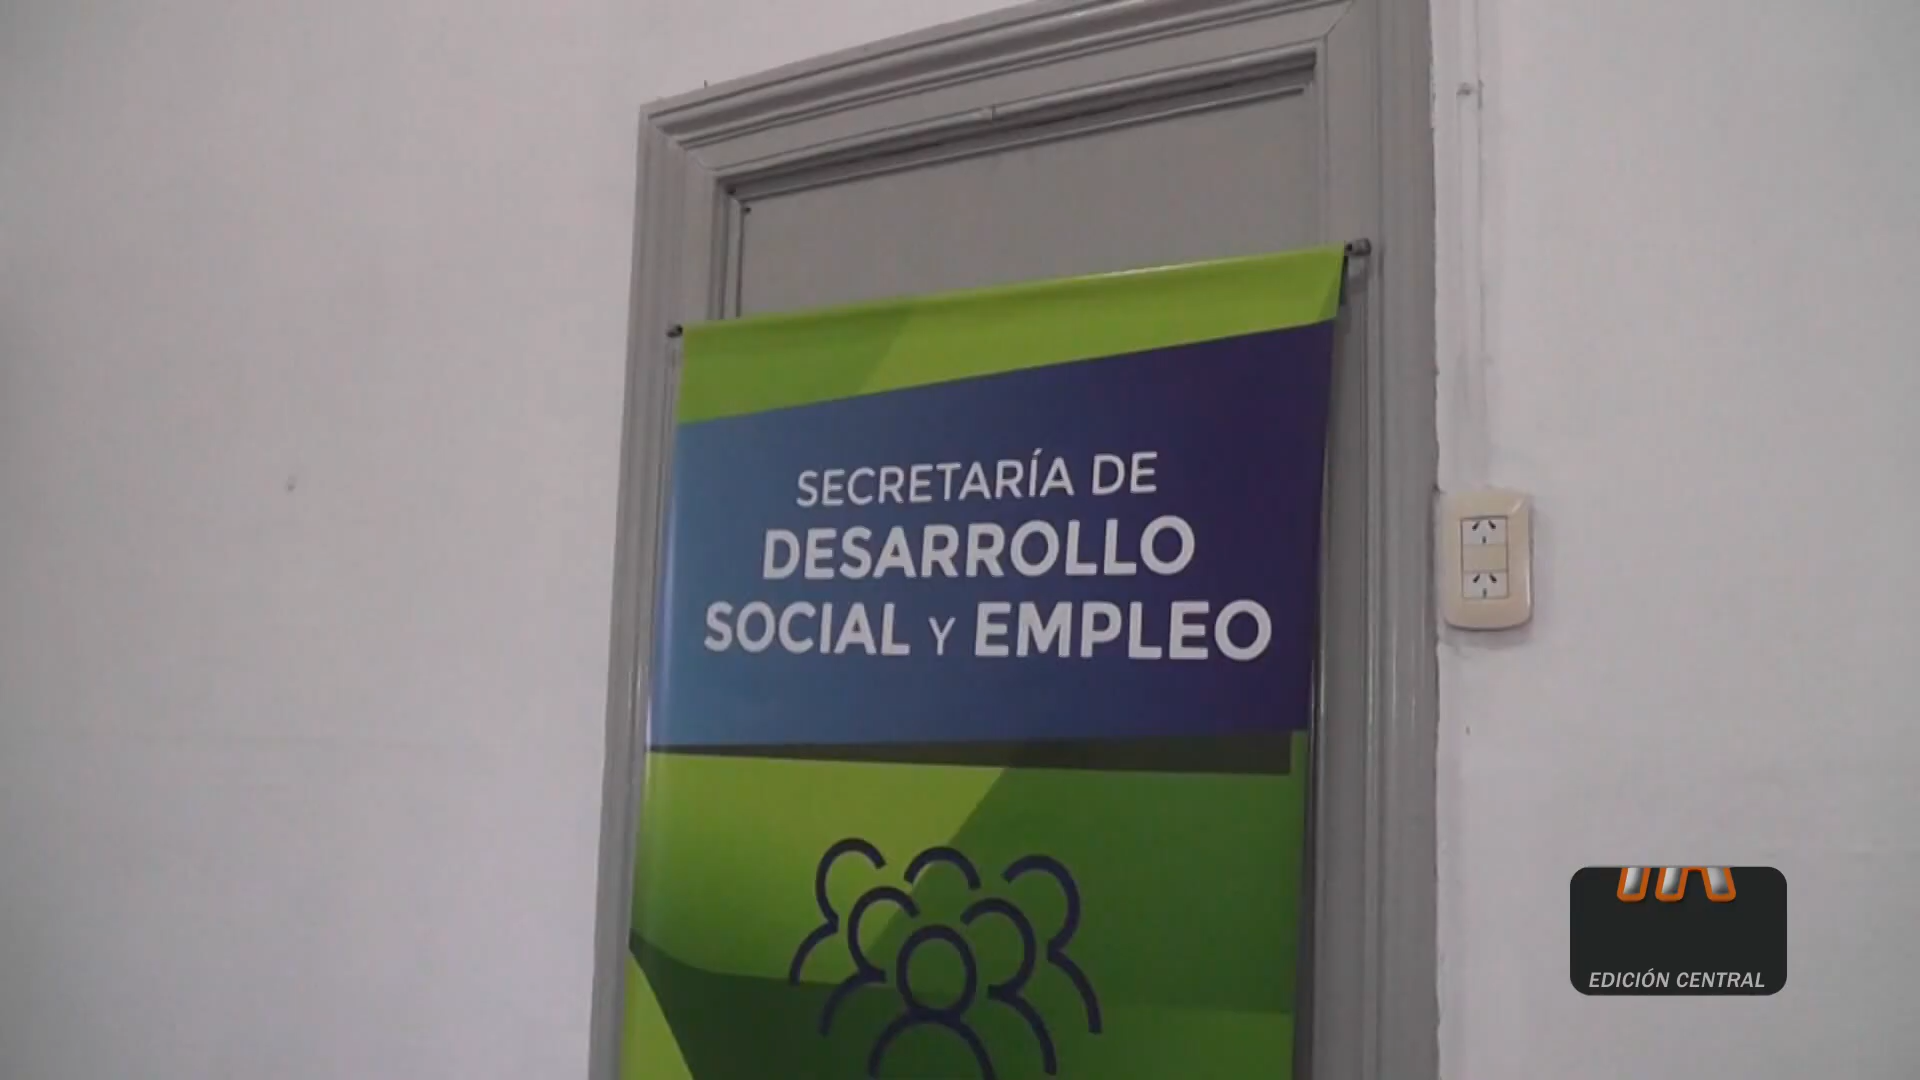 SECRETARÍA DE
DESARROLLO
SOCIAL Y EMPLEO
EDICIÓN CENTRAL